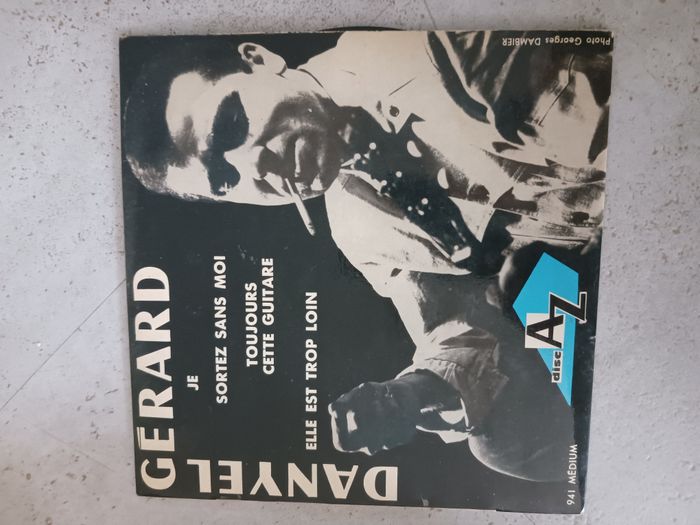 DANYEL
GÉRARD
JE
SORTEZ SANS MOI
TOUJOURS
CETTE GUITARE
ELLE EST TROP LOIN
disc AZ
941 MÉDIUM
Photo Georges DAMBIER